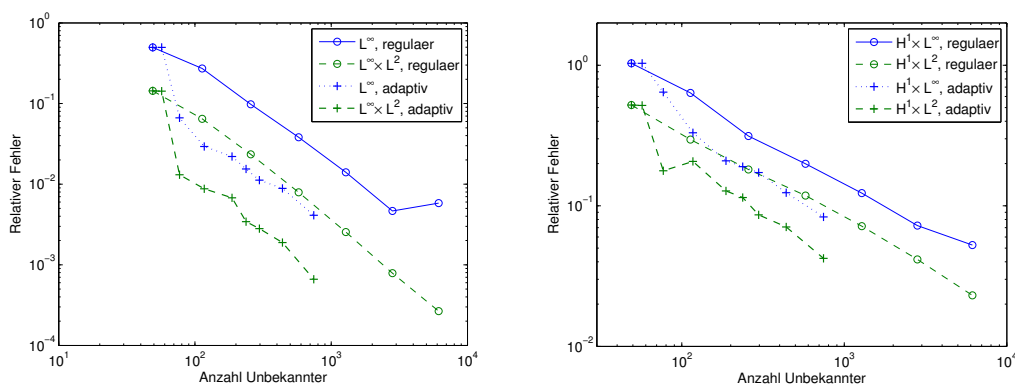 10^0
10^-1
10^-2
10^-3
10^-4
Relativer Fehler
10^1
10^2
10^3
10^4
Anzahl Unbekannter
L^∞, regulaer
L^∞× L^2, regulaer
L^∞, adaptiv
L^∞× L^2, adaptiv
10^0
10^-1
10^-2
Relativer Fehler
10^2
10^3
10^4
Anzahl Unbekannter
H^1× L^∞, regulaer
H^1× L^2, regulaer
H^1× L^∞, adaptiv
H^1× L^2, adaptiv